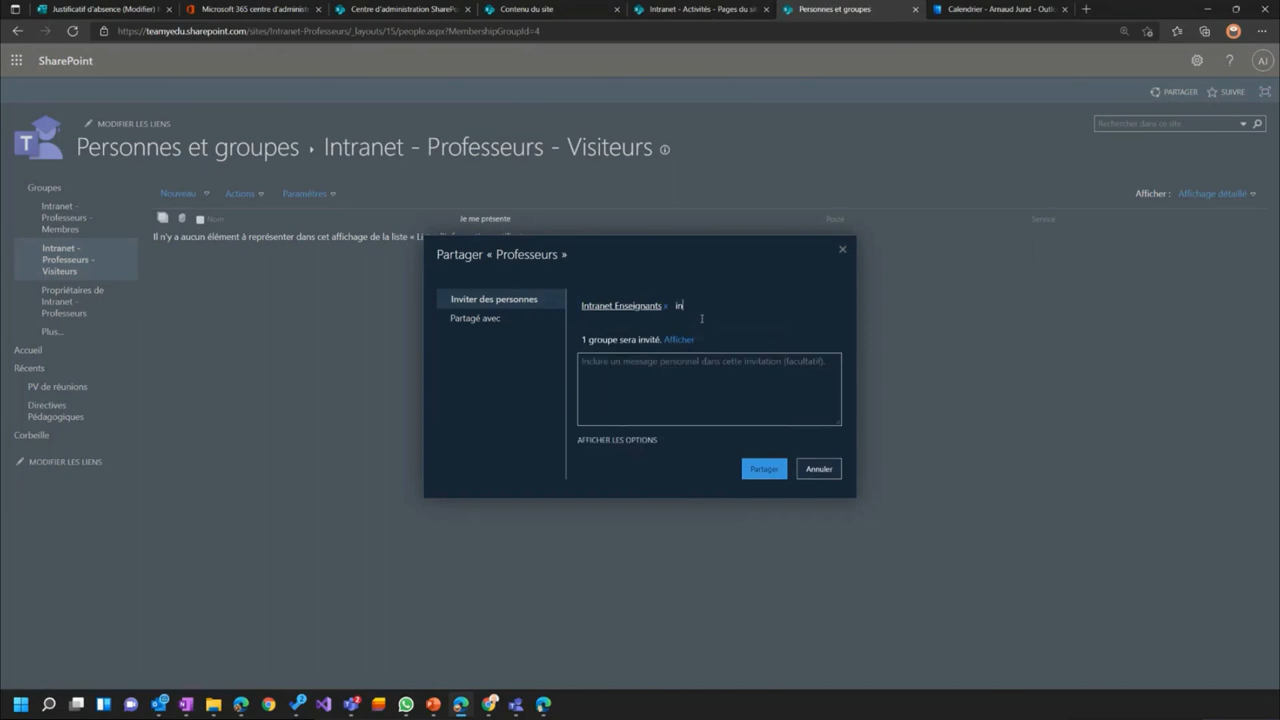 Justificatif d'absence (Modifier) M
Microsoft 365 centre d'administ
Centre d'administration SharePo
Contenu du site
Intranet - Activités - Pages du si
Personnes et groupes
Calendrier - Arnaud Jund - Outlo
https://teamyedu.sharepoint.com/sites/Intranet-Professeurs/_layouts/15/people.aspx?MembershipGroupId=4
SharePoint
AJ
PARTAGER
SUIVRE
MODIFIER LES LIENS
Personnes et groupes › Intranet - Professeurs - Visiteurs
Rechercher dans ce site
Groupes
Intranet -
Professeurs -
Membres
Intranet -
Professeurs -
Visiteurs
Propriétaires de
Intranet -
Professeurs
Plus...
Accueil
Récents
PV de réunions
Directives
Pédagogiques
Corbeille
MODIFIER LES LIENS
Nouveau
Actions
Paramètres
Afficher : Affichage détaillé
Nom
Je me présente
Poste
Service
Il n'y a aucun élément à représenter dans cet affichage de la liste «
Partager « Professeurs »
Inviter des personnes
Partagé avec
Intranet Enseignants x in
1 groupe sera invité. Afficher
Inclure un message personnel dans cette invitation (facultatif).
AFFICHER LES OPTIONS
Partager
Annuler